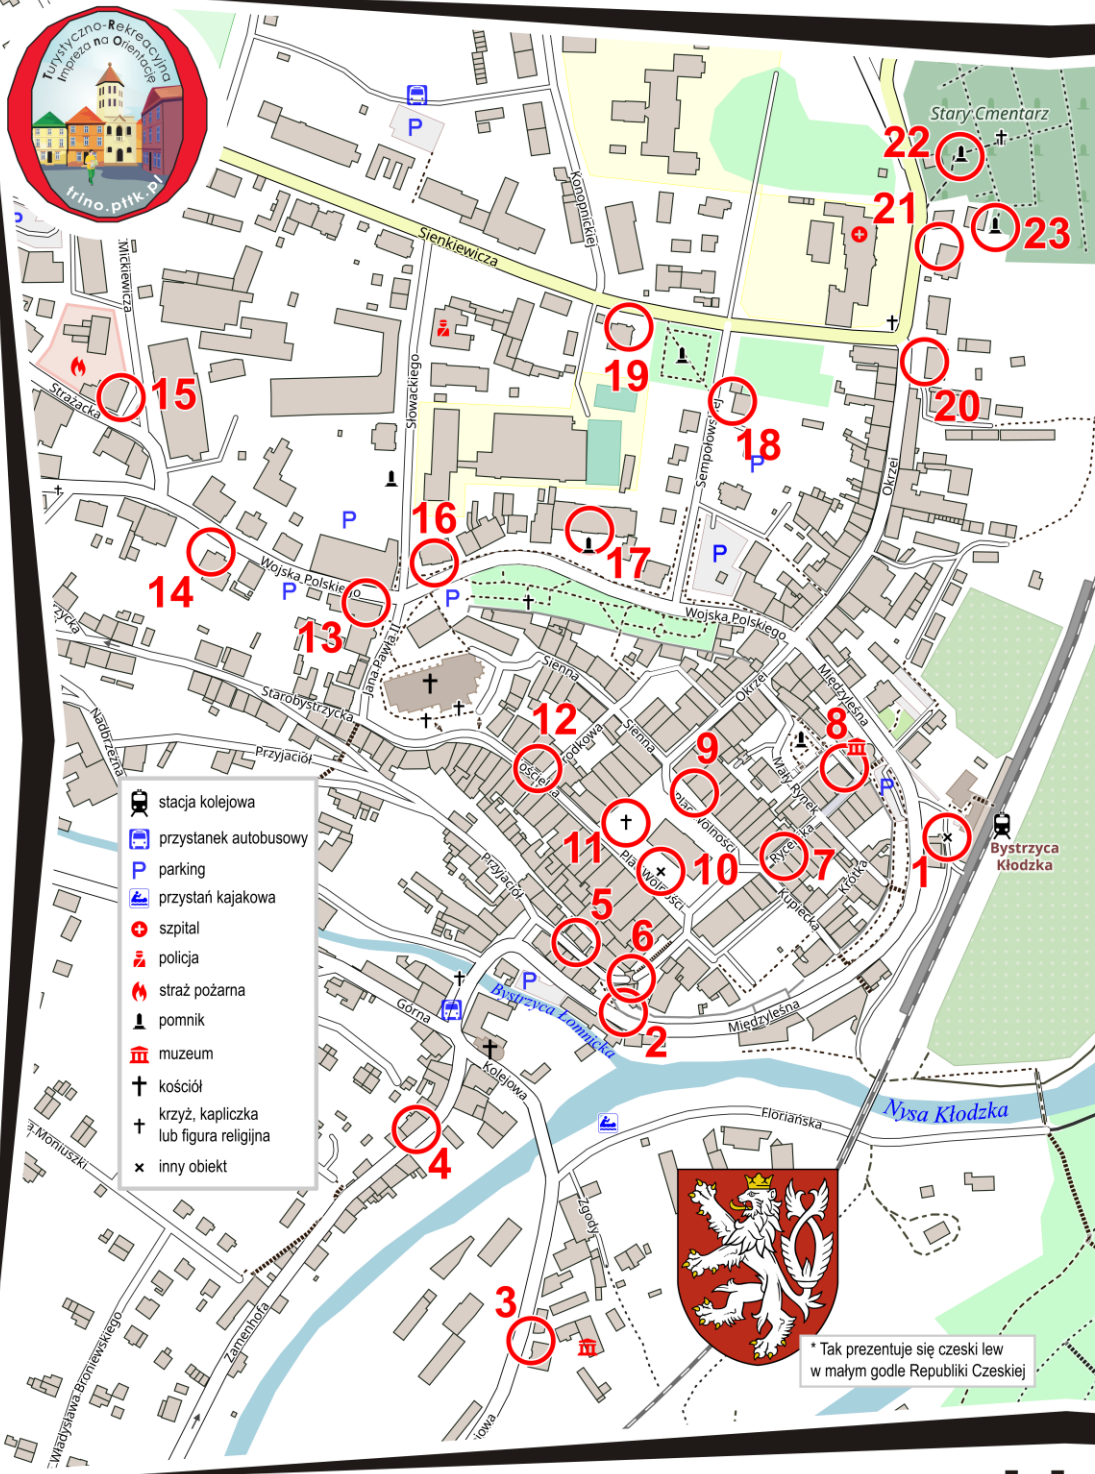 Turystyczno-Rekreacyjna
Impreza na Orientację
trino.pttk.pl
P
P
Stary Cmentarz
22
21
23
Konopnickiej
Sienkiewicza
Mickiewicza
Słowackiego
19
20
15
Strażacka
18
P
Sempołowskiej
Okrzei
16
P
17
P
14
Wojska Polskiego
P
13
P
Wojska Polskiego
Jana Pawła II
Sienna
Okrzei
Międzyleśna
Starobystrzycka
Nadbrzeżna
Przyjaciół
12
Sienna
9
8
Mały Rynek
P
11
Plac Wolności
10
Plac Wolności
Rycerska
7
Krótka
1
Bystrzyca
Kłodzka
Przyjaciół
5
6
Kupiecka
P
Bystrzyca Łomnicka
2
Międzyleśna
Górna
Kolejowa
Nysa Kłodzka
Floriańska
4
Zgody
3
Zamenhofa
Władysława Broniewskiego
stacja kolejowa
przystanek autobusowy
P parking
przystań kajakowa
szpital
policja
straż pożarna
pomnik
muzeum
kościół
krzyż, kapliczka
lub figura religijna
inny obiekt
* Tak prezentuje się czeski lew
w małym godle Republiki Czeskiej